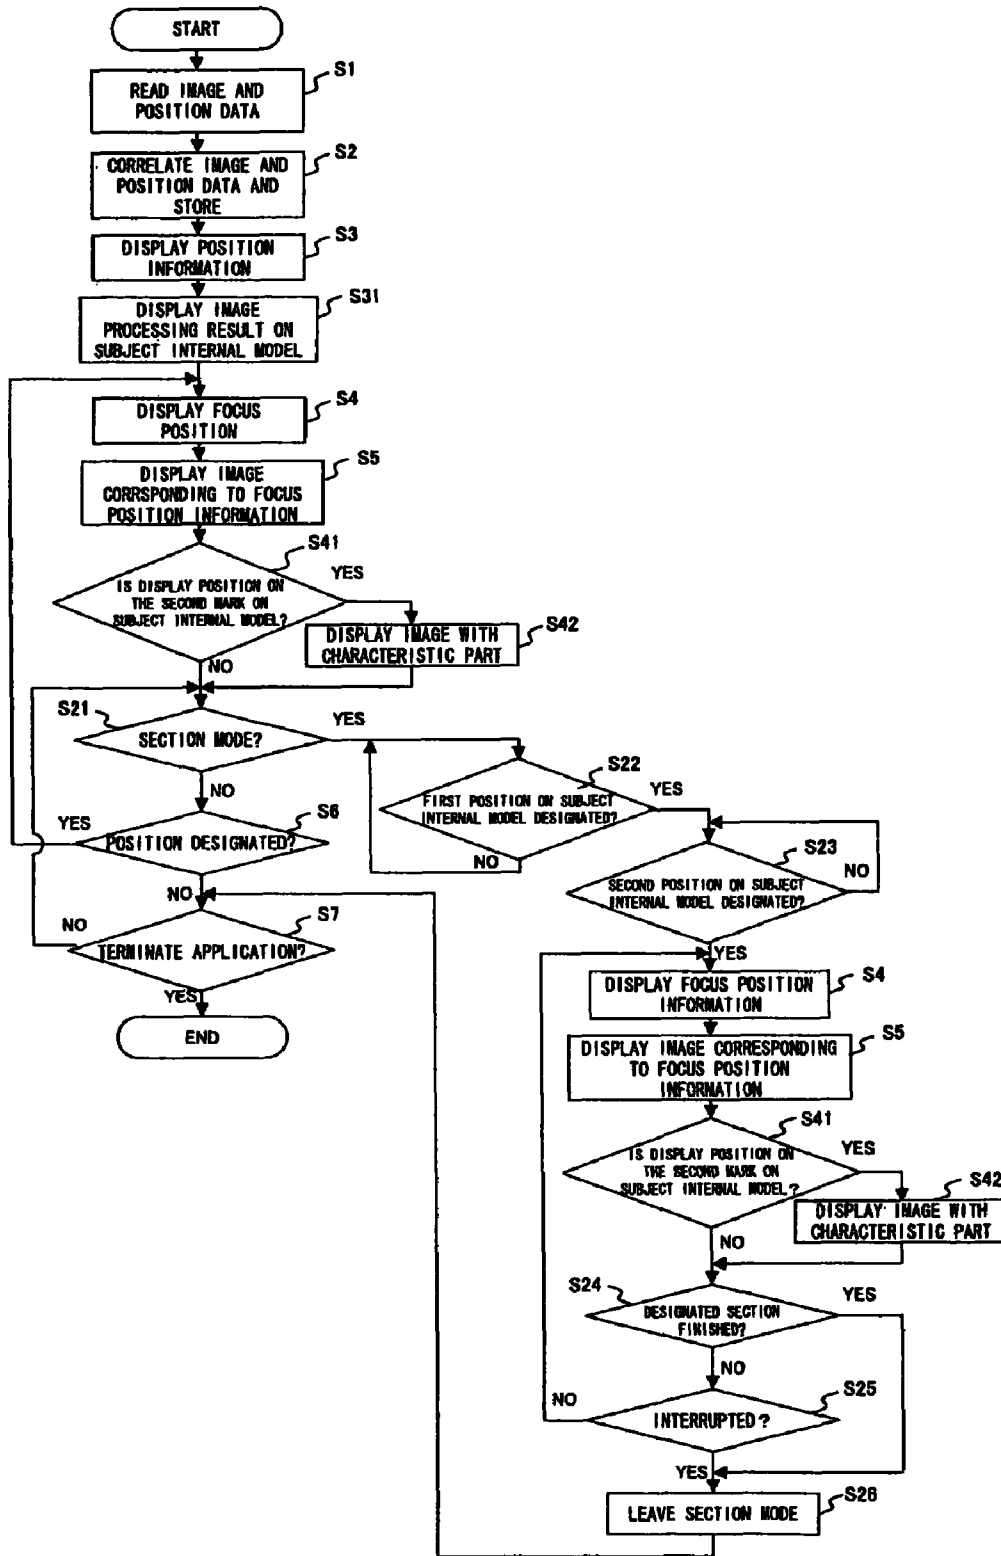 START
S1
READ IMAGE AND
POSITION DATA
S2
CORRELATE IMAGE AND
POSITION DATA AND
STORE
S3
DISPLAY POSITION
INFORMATION
S31
DISPLAY IMAGE
PROCESSING RESULT ON
SUBJECT INTERNAL MODEL
S4
DISPLAY FOCUS
POSITION
S5
DISPLAY IMAGE
CORRSPONDING TO FOCUS
POSITION INFORMATION
S41
YES
IS DISPLAY POSITION ON
THE SECOND MARK ON
SUBJECT INTERNAL MODEL?
S42
DISPLAY IMAGE WITH
CHARACTERISTIC PART
NO
S21
YES
SECTION MODE?
NO
S22
YES
FIRST POSITION ON SUBJECT
INTERNAL MODEL DESIGNATED?
NO
S6
YES
POSITION DESIGNATED?
NO
S23
NO
SECOND POSITION ON SUBJECT
INTERNAL MODEL DESIGNATED?
YES
S7
NO
TERMINATE APPLICATION?
YES
END
S4
DISPLAY FOCUS POSITION
INFORMATION
S5
DISPLAY IMAGE CORRESPONDING
TO FOCUS POSITION
INFORMATION
S41
YES
IS DISPLAY POSITION ON
THE SECOND MARK ON
SUBJECT INTERNAL MODEL?
S42
DISPLAY IMAGE WITH
CHARACTERISTIC PART
NO
S24
YES
DESIGNATED SECTION
FINISHED?
NO
S25
NO
INTERRUPTED?
YES
S26
LEAVE SECTION MODE